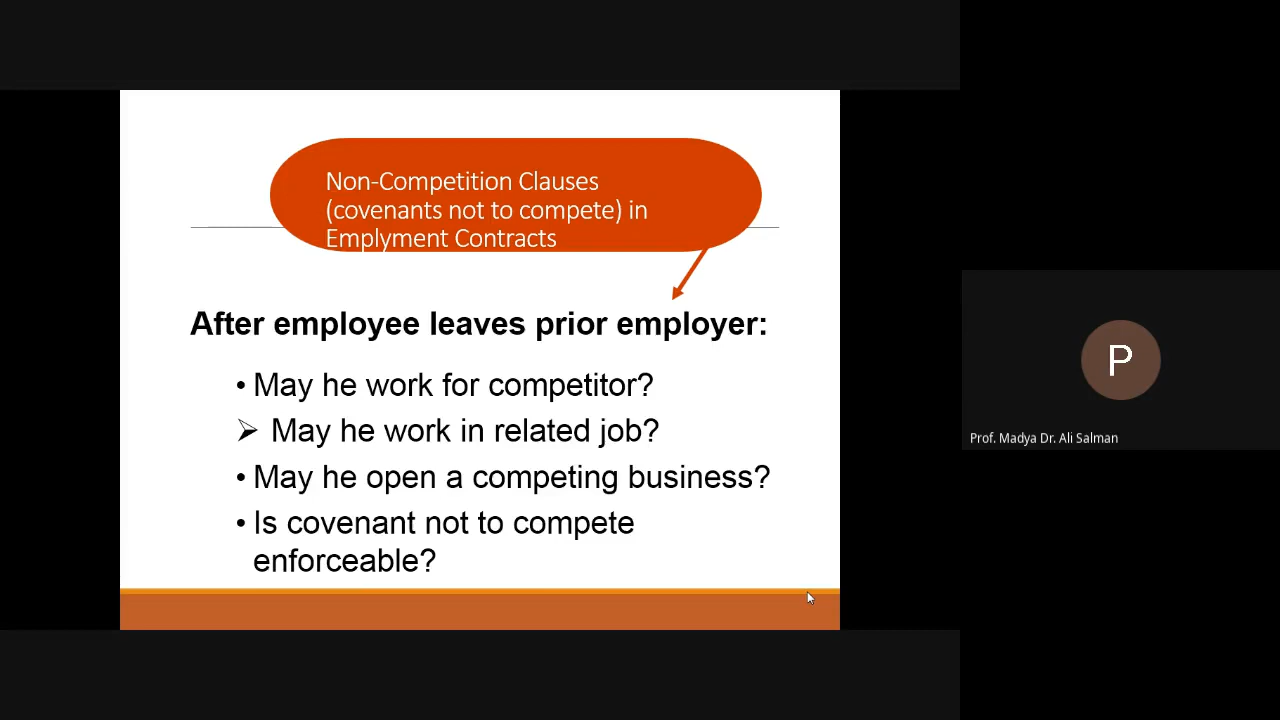 Non-Competition Clauses
(covenants not to compete) in
Emplyment Contracts
After employee leaves prior employer:
• May he work for competitor?
➢ May he work in related job?
• May he open a competing business?
• Is covenant not to compete
enforceable?
P
Prof. Madya Dr. Ali Salman